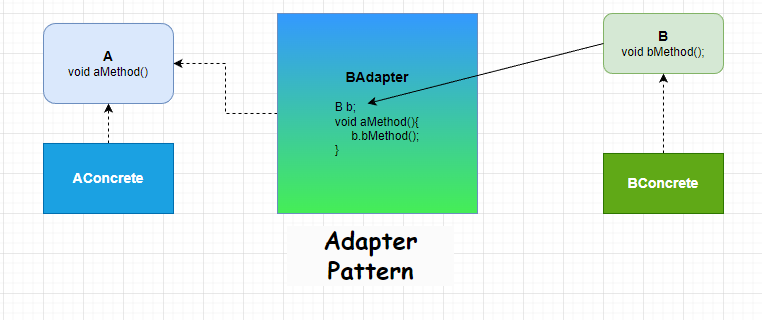 A
void aMethod()
AConcrete
BAdapter
B b;
void aMethod(){
b.bMethod();
}
B
void bMethod();
BConcrete
Adapter
Pattern